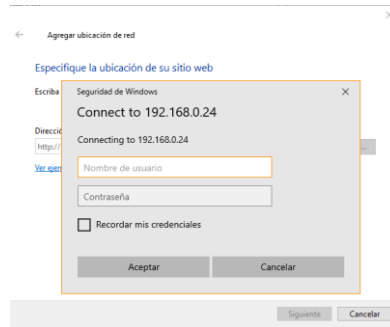 Agregar ubicación de red
Especifique la ubicación de su sitio web
Escriba
Seguridad de Windows
Connect to 192.168.0.24
Connecting to 192.168.0.24
Direcció
http://
Nombre de usuario
...
Ver ejen
Contraseña
Recordar mis credenciales
Aceptar
Cancelar
Siguiente
Cancelar